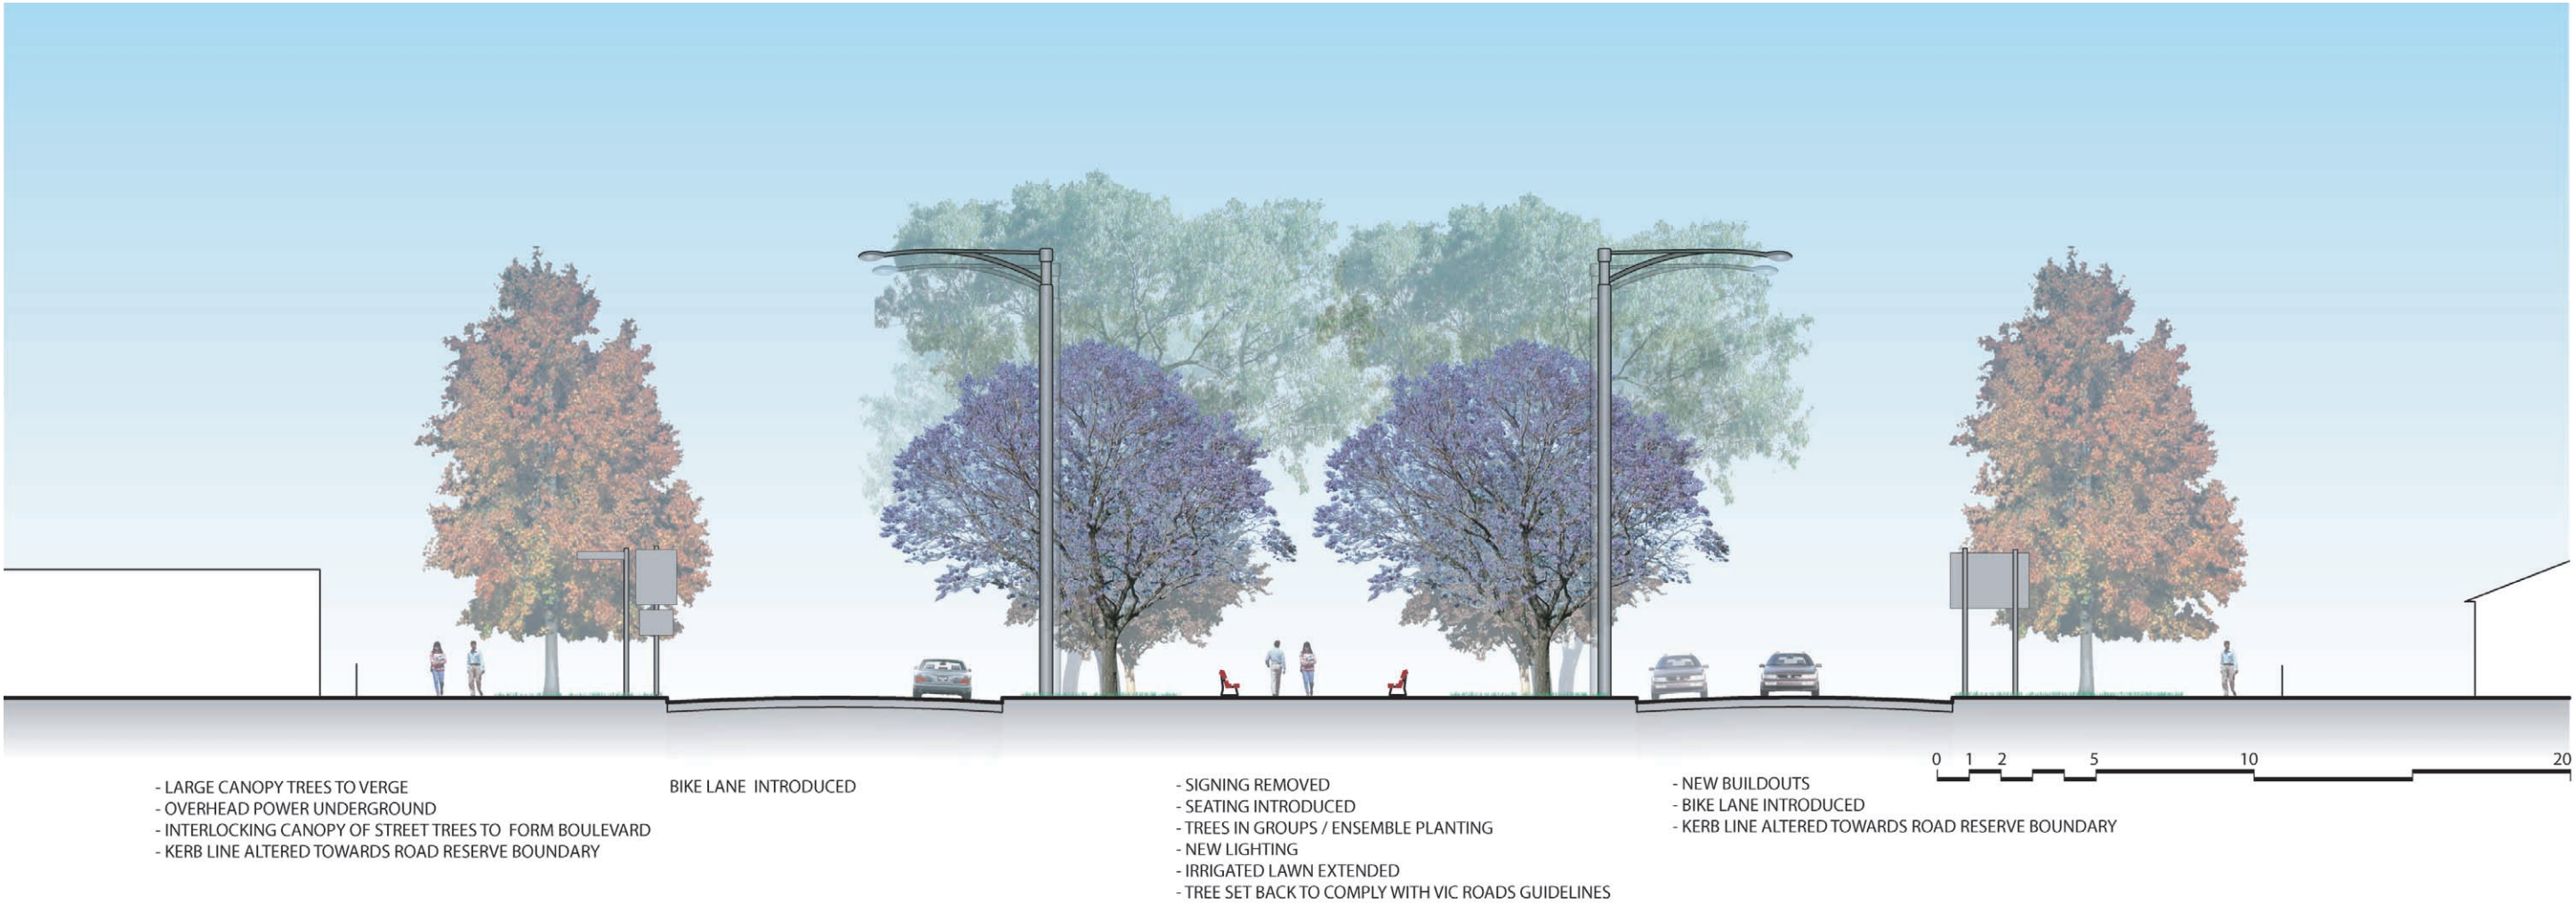 0 1 2 5 10 20
- LARGE CANOPY TREES TO VERGE
- OVERHEAD POWER UNDERGROUND
- INTERLOCKING CANOPY OF STREET TREES TO FORM BOULEVARD
- KERB LINE ALTERED TOWARDS ROAD RESERVE BOUNDARY
BIKE LANE INTRODUCED
- SIGNING REMOVED
- SEATING INTRODUCED
- TREES IN GROUPS / ENSEMBLE PLANTING
- NEW LIGHTING
- IRRIGATED LAWN EXTENDED
- TREE SET BACK TO COMPLY WITH VIC ROADS GUIDELINES
- NEW BUILDOUTS
- BIKE LANE INTRODUCED
- KERB LINE ALTERED TOWARDS ROAD RESERVE BOUNDARY